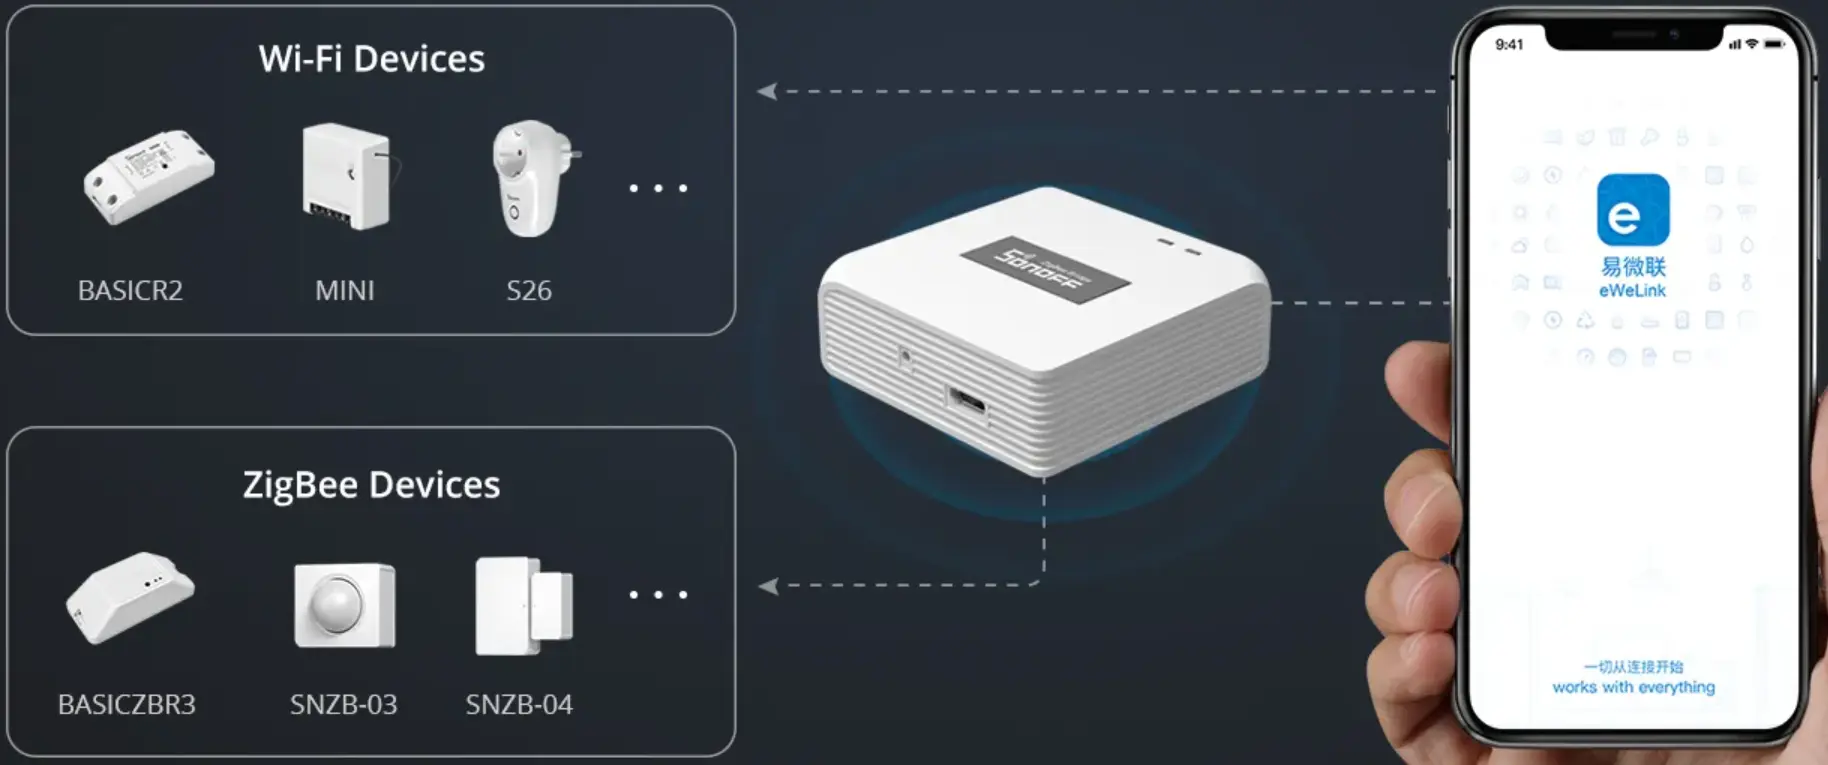 Wi-Fi Devices
BASICR2
MINI
S26
ZigBee Devices
BASICZBR3
SNZB-03
SNZB-04
SONOFF
9:41
e
易微联
eWeLink
一切从连接开始
works with everything